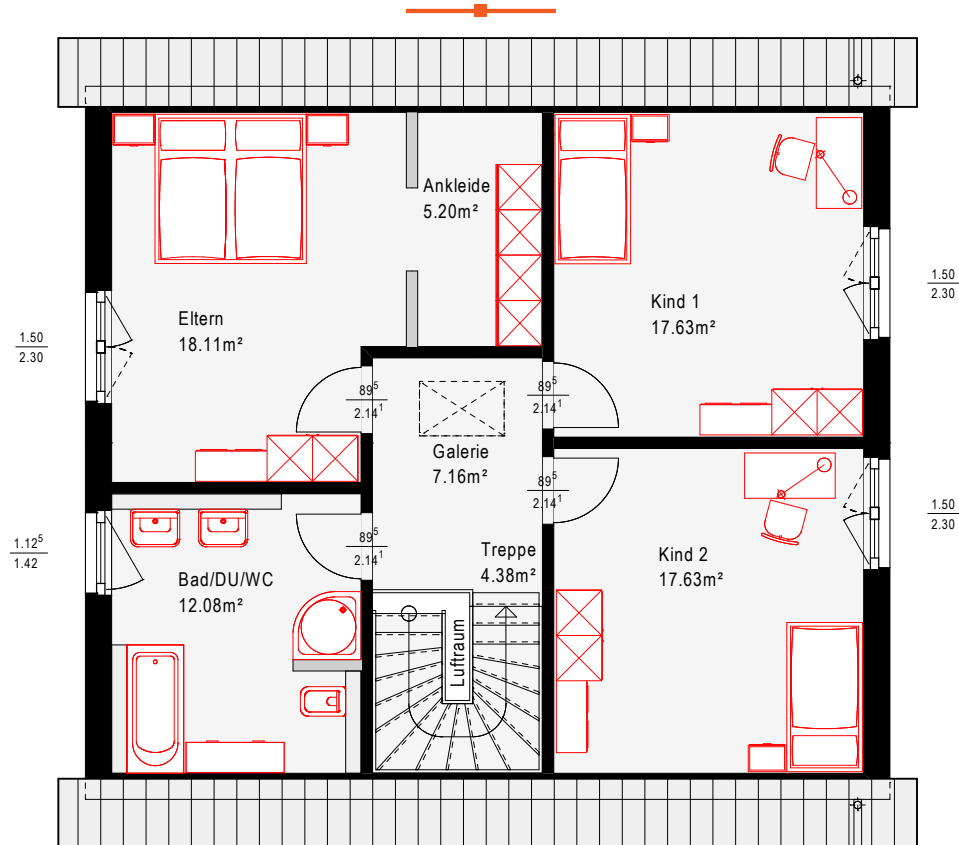 Ankleide
5.20m²
Eltern
18.11m²
Kind 1
17.63m²
1.50
2.30
1.50
2.30
89⁵
2.14¹
89⁵
2.14¹
Galerie
7.16m²
89⁵
2.14¹
1.50
2.30
1.12⁵
1.42
89⁵
2.14¹
Treppe
4.38m²
Kind 2
17.63m²
Bad/DU/WC
12.08m²
Luftraum